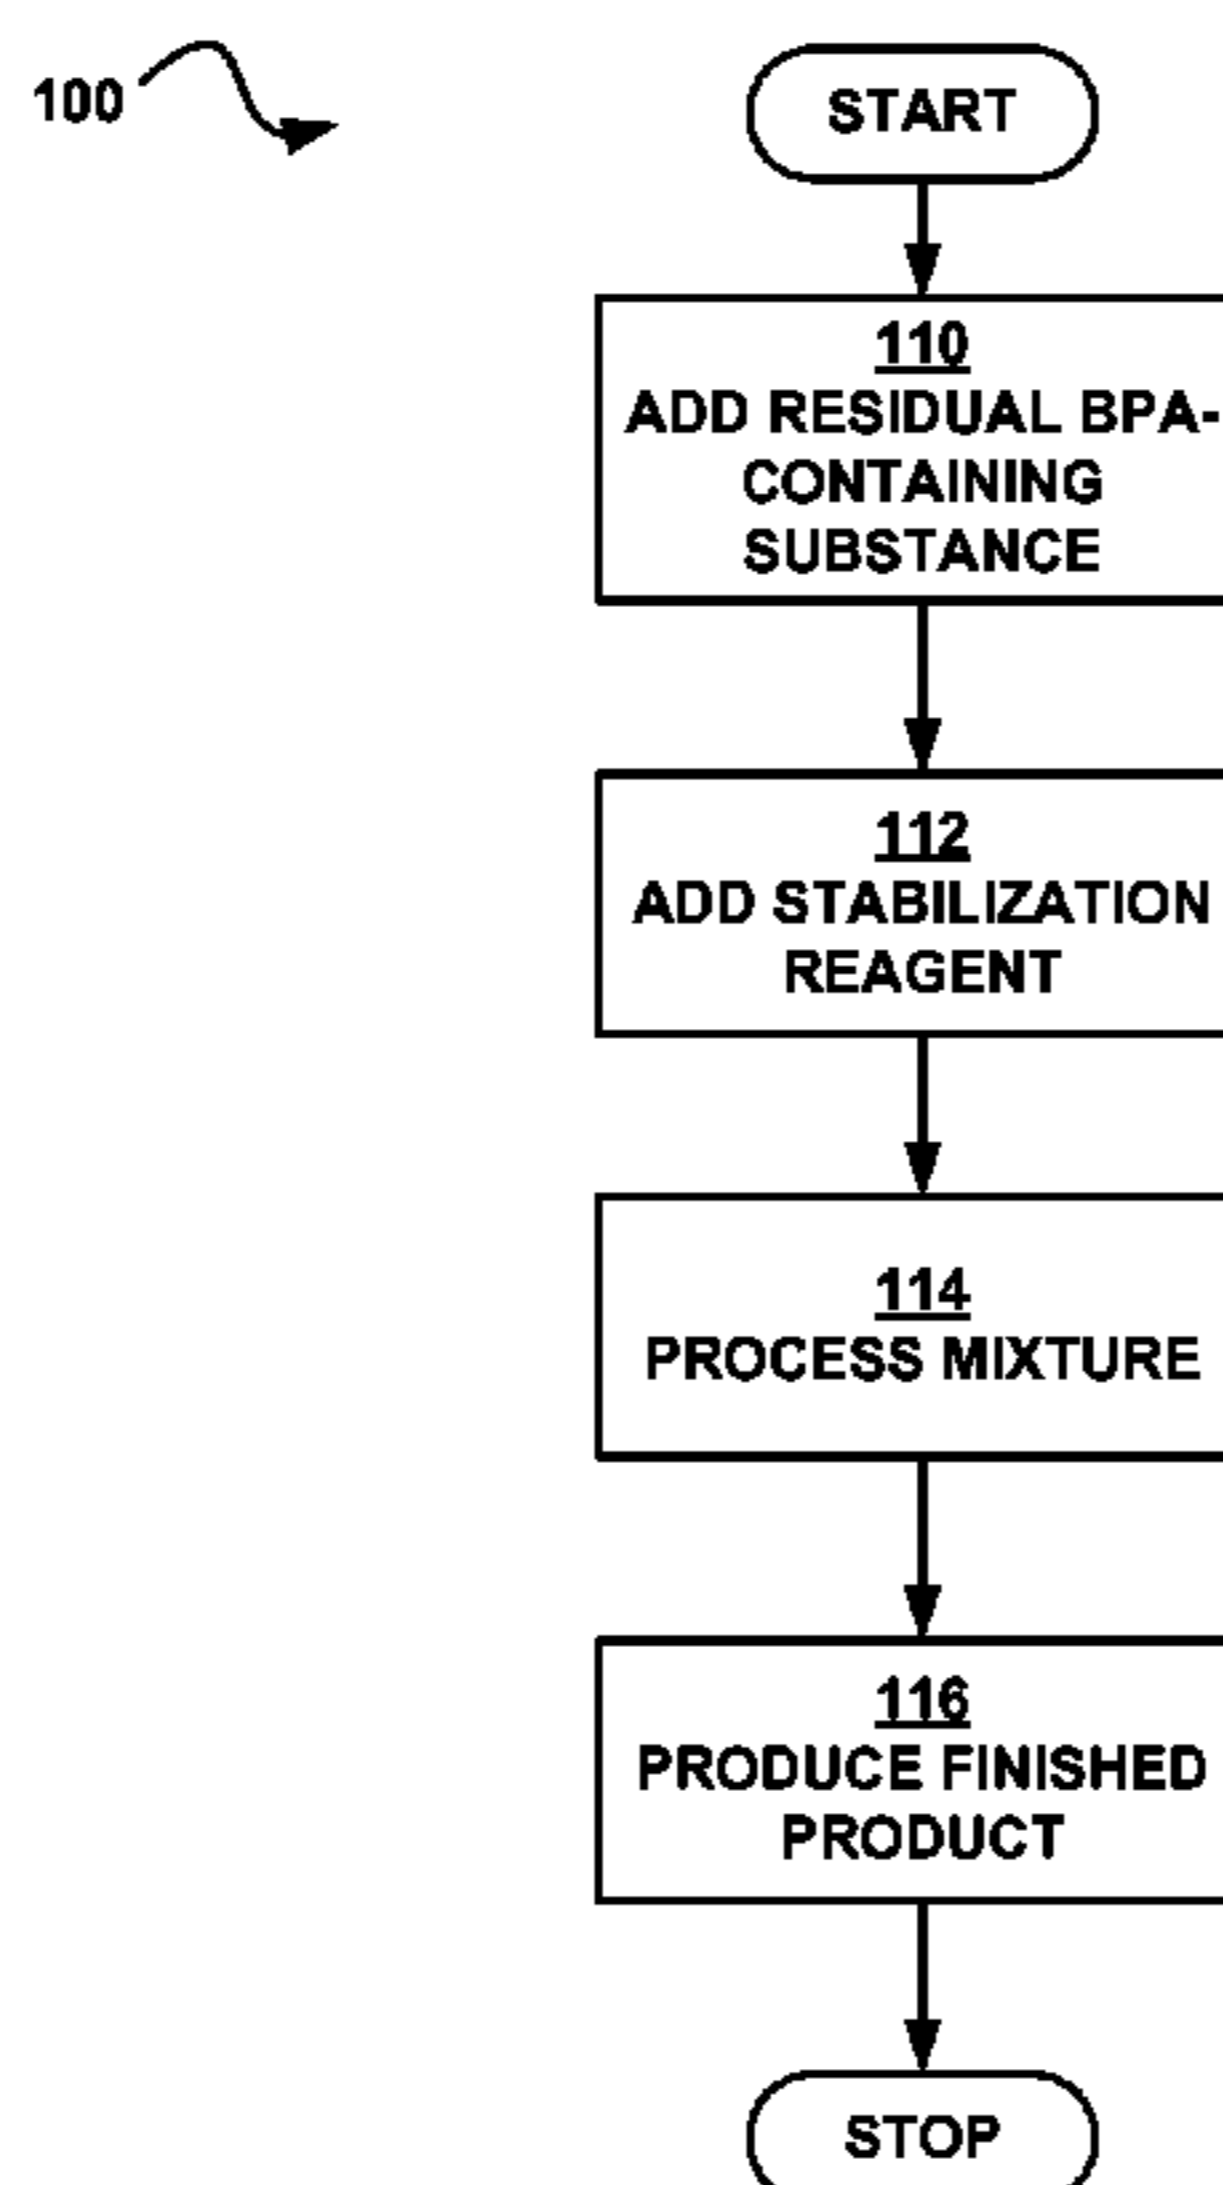 100
START
110
ADD RESIDUAL BPA-
CONTAINING
SUBSTANCE
112
ADD STABILIZATION
REAGENT
114
PROCESS MIXTURE
116
PRODUCE FINISHED
PRODUCT
STOP